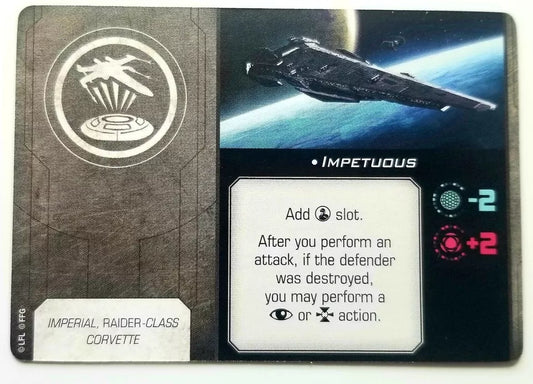 • IMPETUOUS
-2
+2
Add slot.
After you perform an
attack, if the defender
was destroyed,
you may perform a
or action.
IMPERIAL, RAIDER-CLASS
CORVETTE
© LFL © FFG